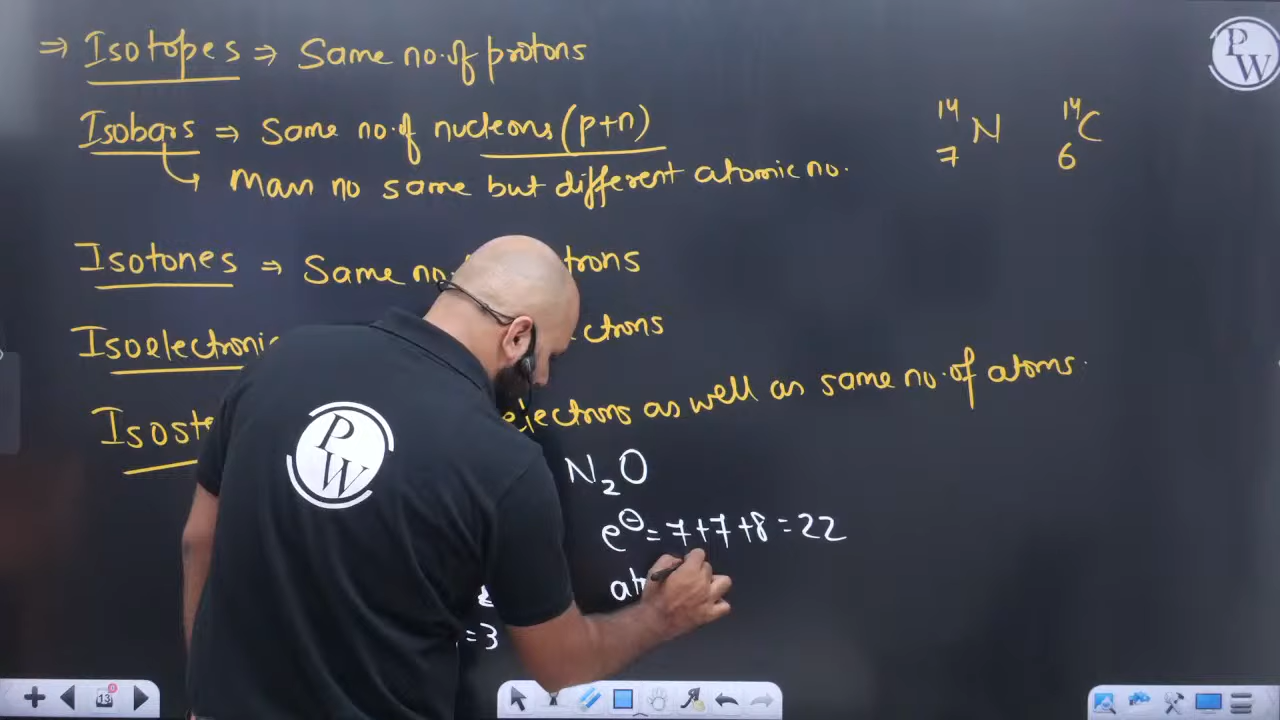 ⇒ Isotopes ⇒ Same no. of protons
Isobars ⇒ Same no. of nucleons (p+n)
↳ Mass no same but different atomic no.
14 7 N 14 6 C
Isotones ⇒ Same no. trons
Isoelectronic ctrons
Isoste electrons as well as same no. of atoms.
N2O
e⊖ = 7+7+8 = 22
= 3
PW
PW
13